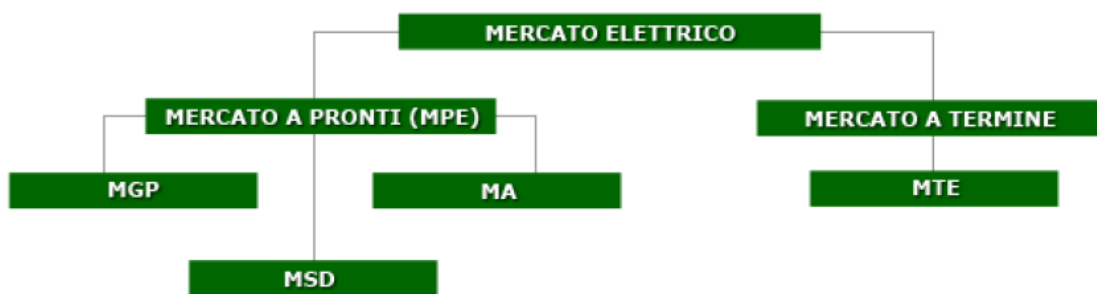 MERCATO ELETTRICO
MERCATO A PRONTI (MPE)
MERCATO A TERMINE
MGP
MA
MTE
MSD